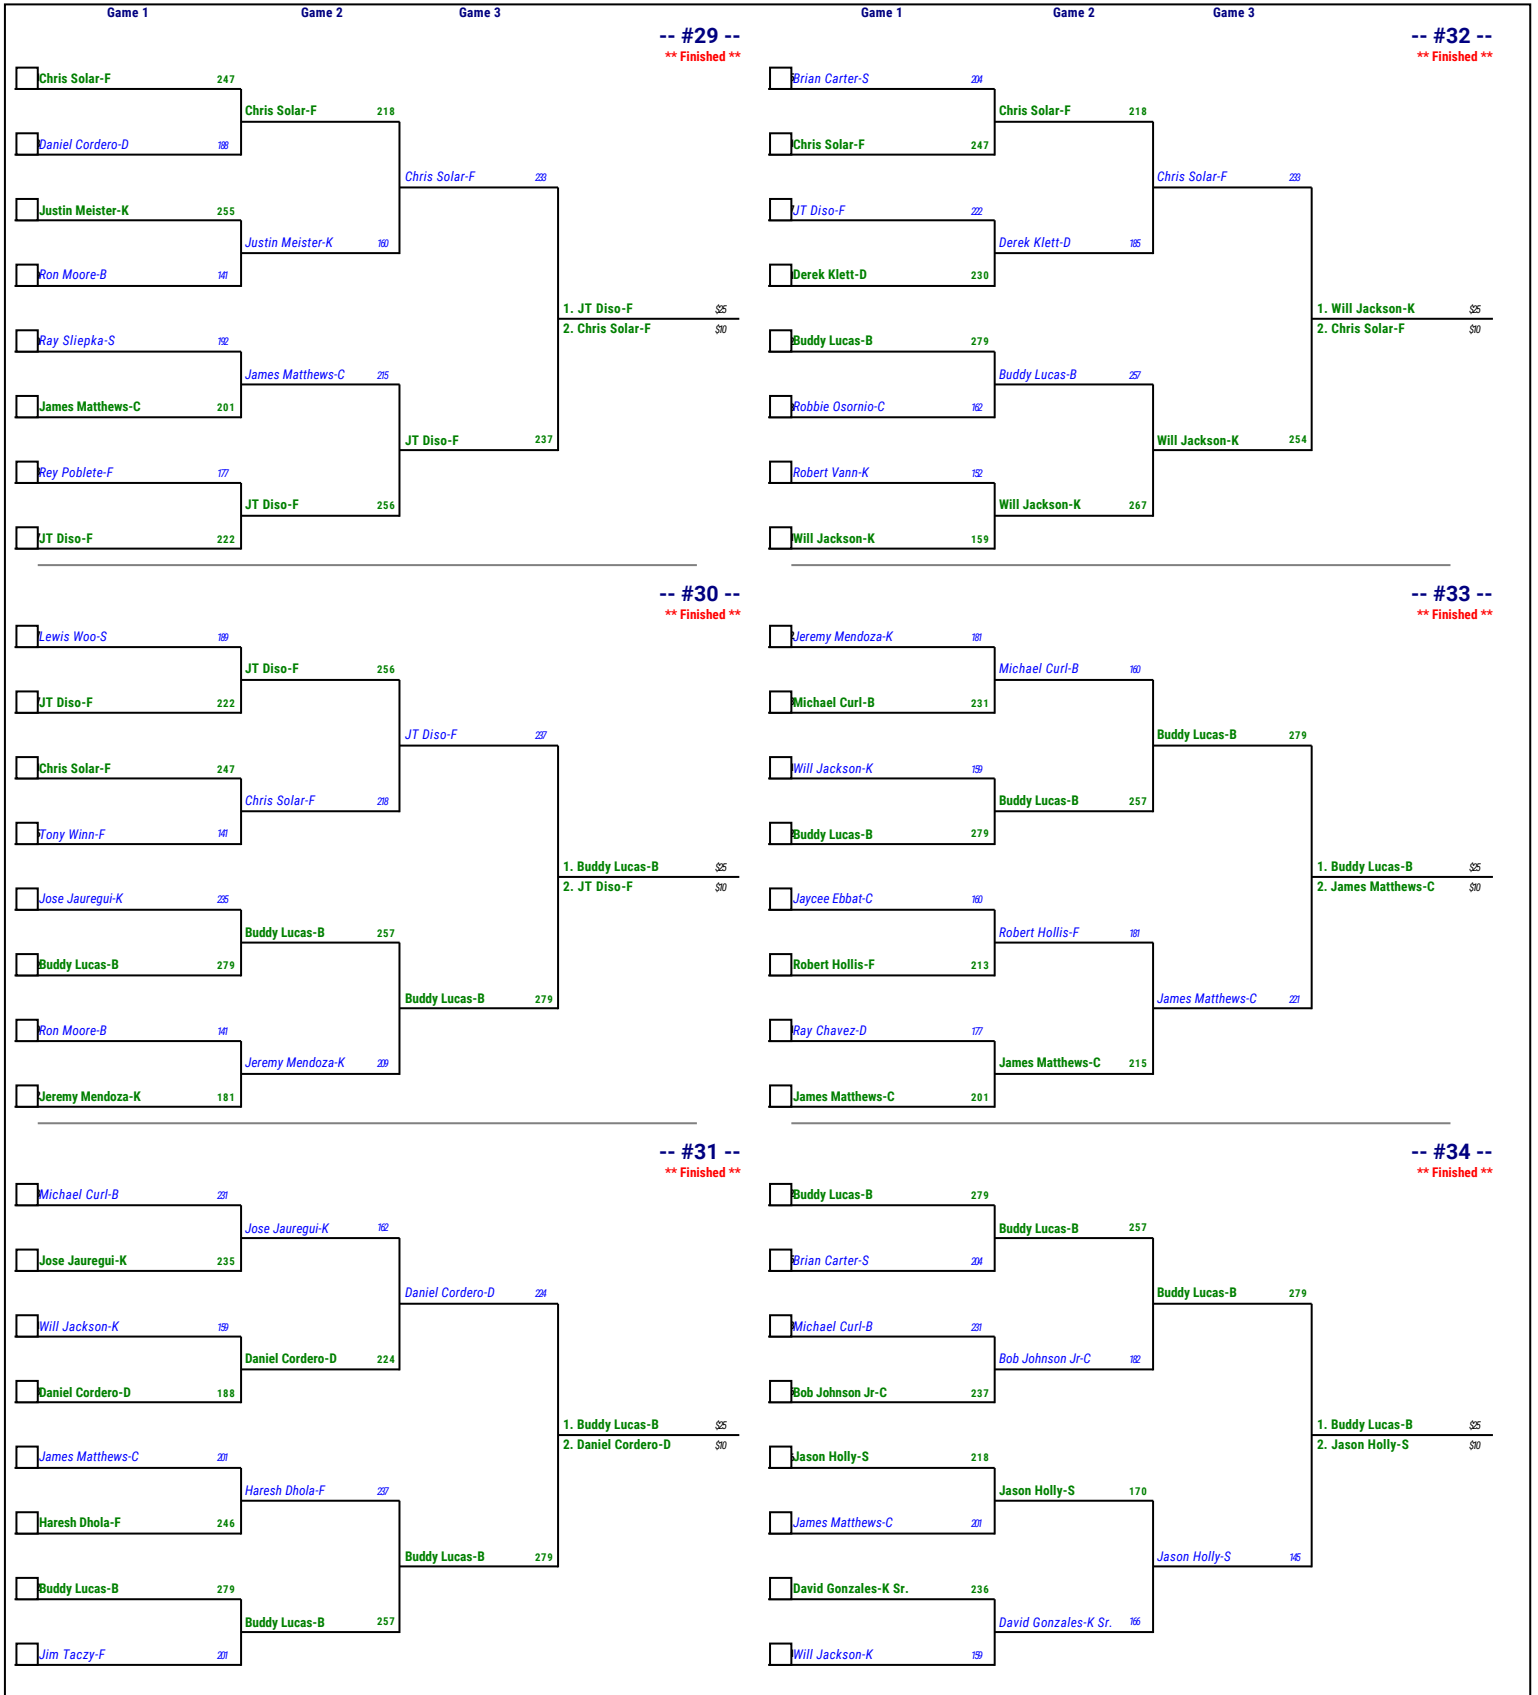 Game 1 Game 2 Game 3 Game 1 Game 2 Game 3
-- #29 --
** Finished **
Chris Solar-F 247
Chris Solar-F 218
Daniel Cordero-D 188
Chris Solar-F 233
Justin Meister-K 255
Justin Meister-K 160
Ron Moore-B 141
1. JT Diso-F $25
2. Chris Solar-F $10
Ray Sliepka-S 192
James Matthews-C 215
James Matthews-C 201
JT Diso-F 237
Rey Poblete-F 177
JT Diso-F 256
JT Diso-F 222
-- #30 --
** Finished **
Lewis Woo-S 189
JT Diso-F 256
JT Diso-F 222
JT Diso-F 237
Chris Solar-F 247
Chris Solar-F 218
Tony Winn-F 141
1. Buddy Lucas-B $25
2. JT Diso-F $10
Jose Jauregui-K 235
Buddy Lucas-B 257
Buddy Lucas-B 279
Buddy Lucas-B 279
Ron Moore-B 141
Jeremy Mendoza-K 209
Jeremy Mendoza-K 181
-- #31 --
** Finished **
Michael Curl-B 231
Jose Jauregui-K 162
Jose Jauregui-K 235
Daniel Cordero-D 224
Will Jackson-K 159
Daniel Cordero-D 224
Daniel Cordero-D 188
1. Buddy Lucas-B $25
2. Daniel Cordero-D $10
James Matthews-C 201
Haresh Dhola-F 237
Haresh Dhola-F 246
Buddy Lucas-B 279
Buddy Lucas-B 279
Buddy Lucas-B 257
Jim Taczy-F 201
-- #32 --
** Finished **
Brian Carter-S 204
Chris Solar-F 218
Chris Solar-F 247
Chris Solar-F 233
JT Diso-F 222
Derek Klett-D 185
Derek Klett-D 230
1. Will Jackson-K $25
2. Chris Solar-F $10
Buddy Lucas-B 279
Buddy Lucas-B 257
Robbie Osornio-C 162
Will Jackson-K 254
Robert Vann-K 152
Will Jackson-K 267
Will Jackson-K 159
-- #33 --
** Finished **
Jeremy Mendoza-K 181
Michael Curl-B 160
Michael Curl-B 231
Buddy Lucas-B 279
Will Jackson-K 159
Buddy Lucas-B 257
Buddy Lucas-B 279
1. Buddy Lucas-B $25
2. James Matthews-C $10
Jaycee Ebbat-C 160
Robert Hollis-F 181
Robert Hollis-F 213
James Matthews-C 221
Ray Chavez-D 177
James Matthews-C 215
James Matthews-C 201
-- #34 --
** Finished **
Buddy Lucas-B 279
Buddy Lucas-B 257
Brian Carter-S 204
Buddy Lucas-B 279
Michael Curl-B 231
Bob Johnson Jr-C 182
Bob Johnson Jr-C 237
1. Buddy Lucas-B $25
2. Jason Holly-S $10
Jason Holly-S 218
Jason Holly-S 170
James Matthews-C 201
Jason Holly-S 145
David Gonzales-K Sr. 236
David Gonzales-K Sr. 166
Will Jackson-K 159